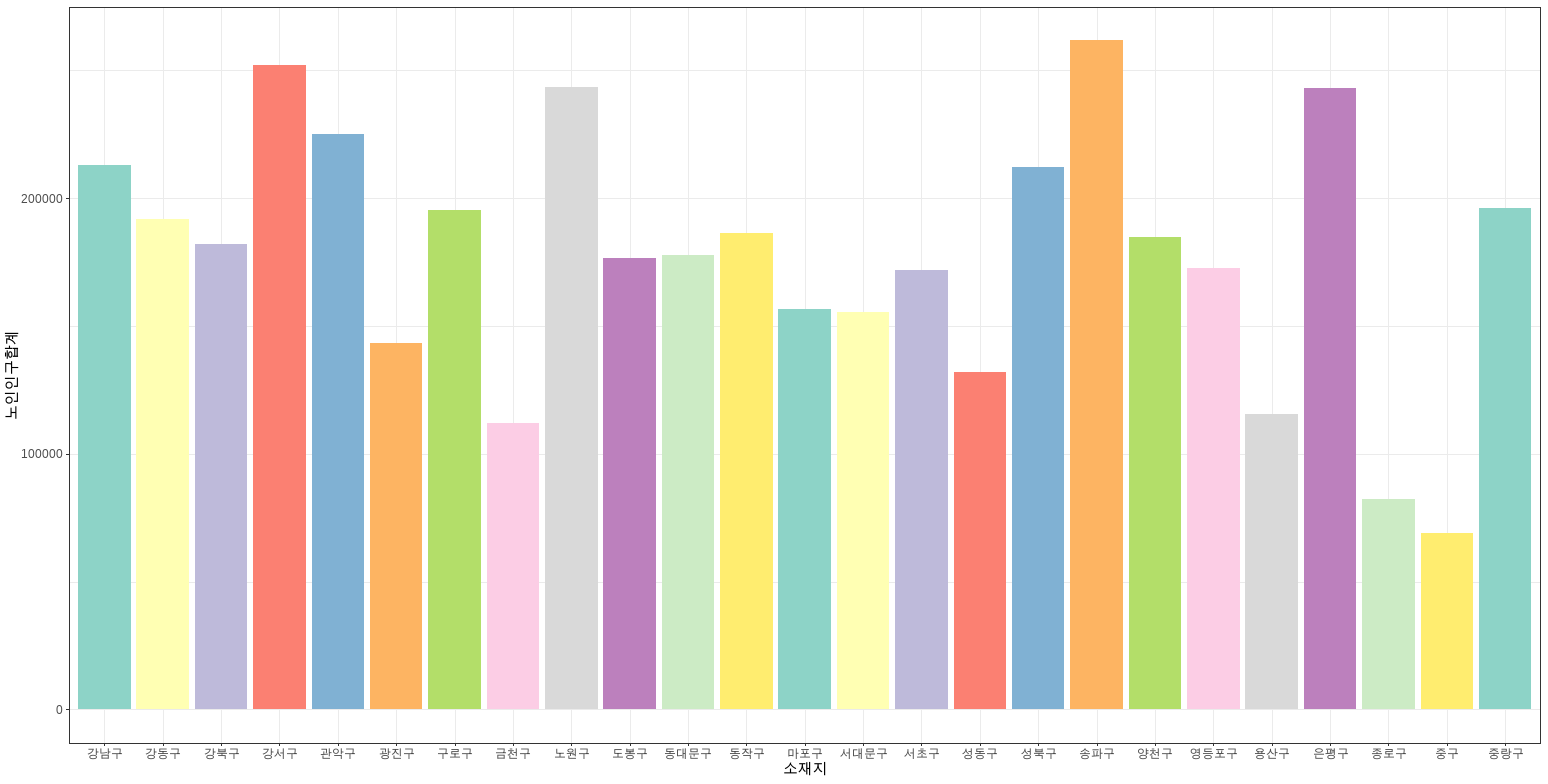 노인인구합계
200000
100000
0
강남구 강동구 강북구 강서구 관악구 광진구 구로구 금천구 노원구 도봉구 동대문구 동작구 마포구 서대문구 서초구 성동구 성북구 송파구 양천구 영등포구 용산구 은평구 종로구 중구 중랑구
소재지